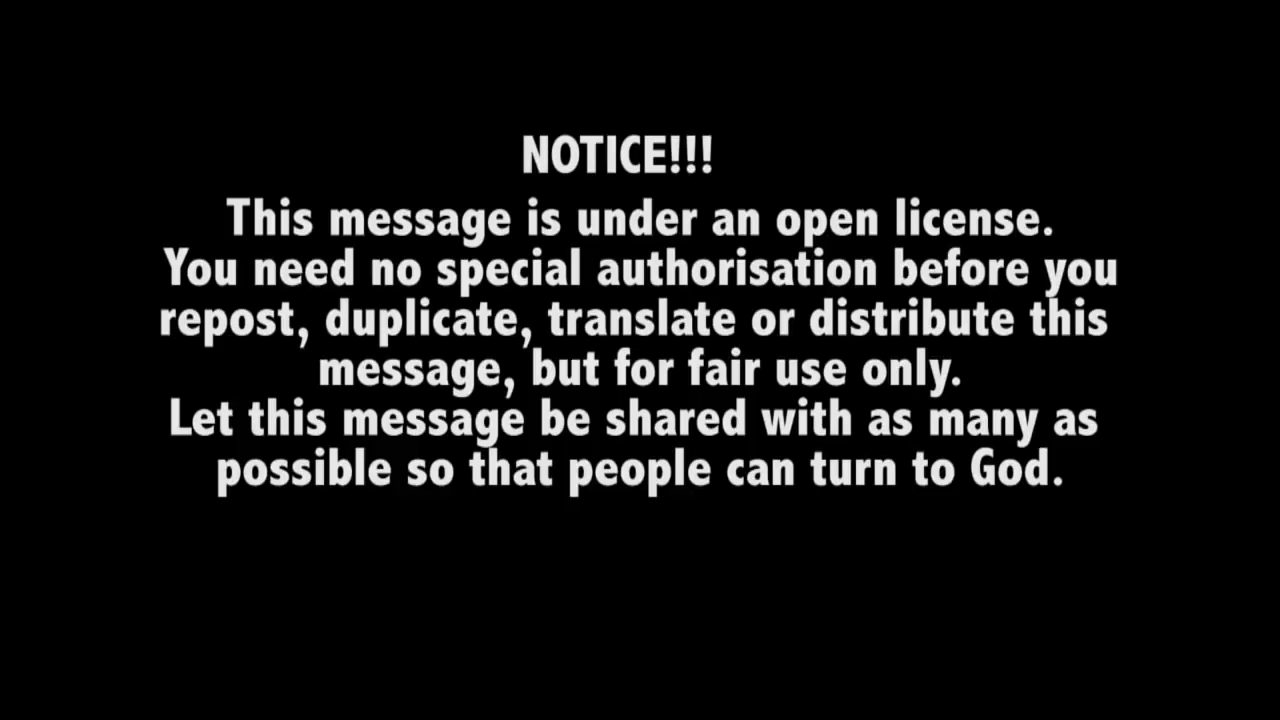 NOTICE!!!
This message is under an open license.
You need no special authorisation before you
repost, duplicate, translate or distribute this
message, but for fair use only.
Let this message be shared with as many as
possible so that people can turn to God.